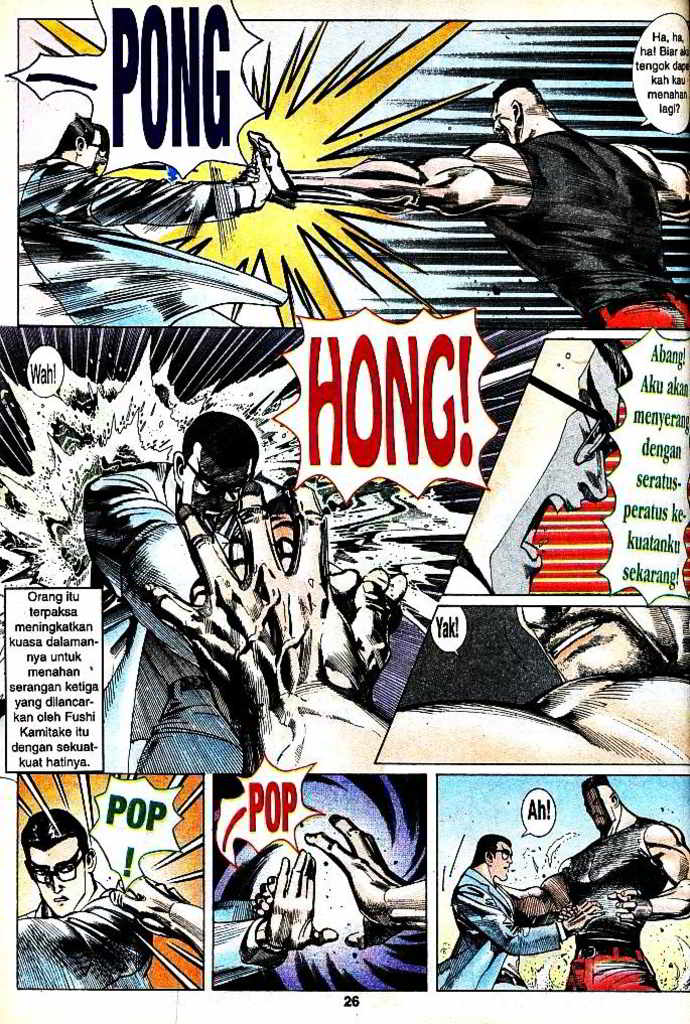 PONG
Ha, ha,
ha! Biar ak
tengok dapa
kah kau
menahan
lagi?
Wah!
HONG!
Abang!
Aku akan
menyerang
dengan
seratus-
peratus ke-
kuatanku
sekarang!
Orang itu
terpaksa
meningkatkan
kuasa dalaman-
nya untuk
menahan
serangan ketiga
yang dilancar-
kan oleh Fushi
Kamitake itu
dengan sekuat-
kuat hatinya.
Yak!
POP
!
POP
Ah!
26